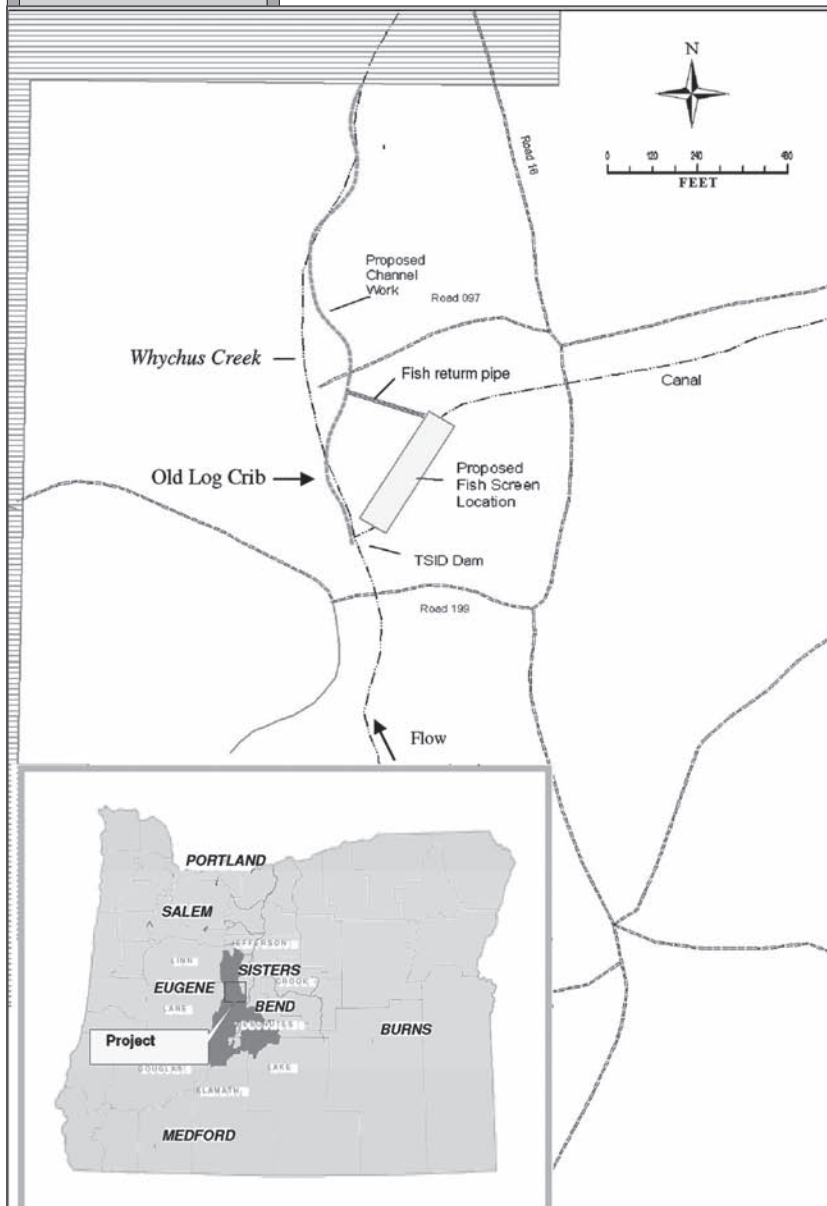 N
0 120 240 480
FEET
Road 16
Proposed
Channel
Work
Road 097
Whychus Creek
Fish returm pipe
Canal
Old Log Crib
Proposed
Fish Screen
Location
TSID Dam
Road 199
Flow
PORTLAND
SALEM
JEFFERSON
LINN
SISTERS
CROOK
EUGENE
LANE
BEND
BURNS
Project
DOUGLAS
LAKE
KLAMATH
MEDFORD